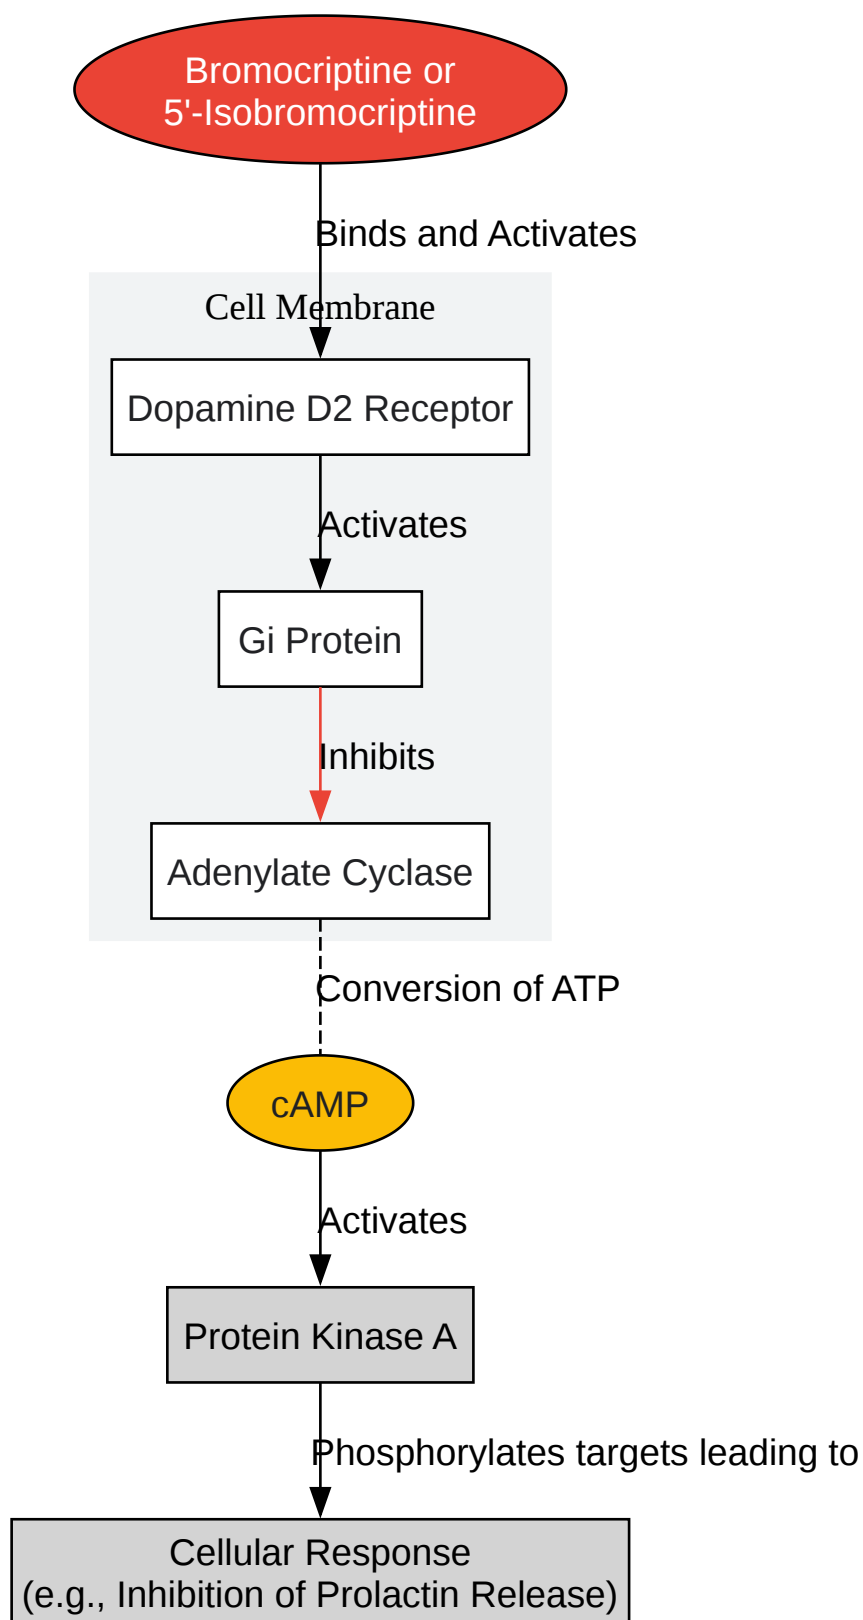 Bromocriptine or
5'-Isobromocriptine
Binds and Activates
Cell Membrane
Dopamine D2 Receptor
Activates
Gi Protein
Inhibits
Adenylate Cyclase
Conversion of ATP
cAMP
Activates
Protein Kinase A
Phosphorylates targets leading to
Cellular Response
(e.g., Inhibition of Prolactin Release)